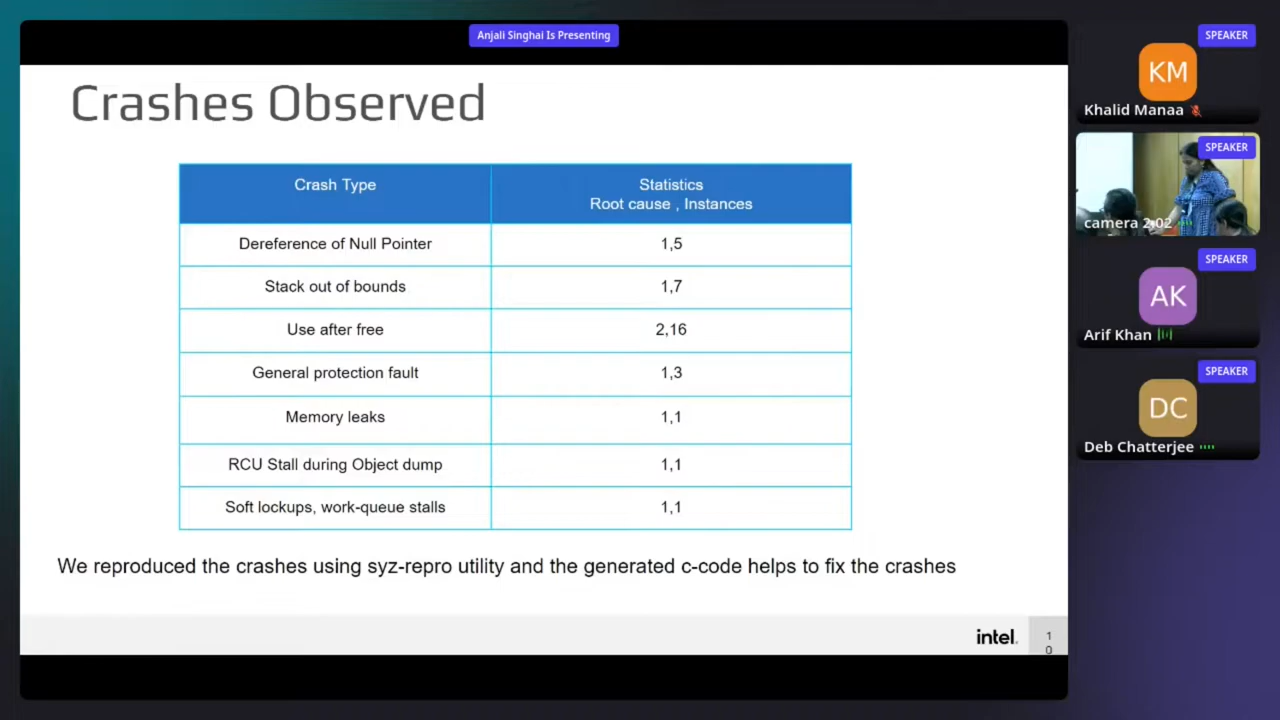 Anjali Singhai Is Presenting
Crashes Observed
Crash Type
Statistics
Root cause , Instances
Dereference of Null Pointer
1,5
Stack out of bounds
1,7
Use after free
2,16
General protection fault
1,3
Memory leaks
1,1
RCU Stall during Object dump
1,1
Soft lockups, work-queue stalls
1,1
We reproduced the crashes using syz-repro utility and the generated c-code helps to fix the crashes
intel.
1
0
SPEAKER
KM
Khalid Manaa
SPEAKER
camera 2:02
SPEAKER
AK
Arif Khan
SPEAKER
DC
Deb Chatterjee